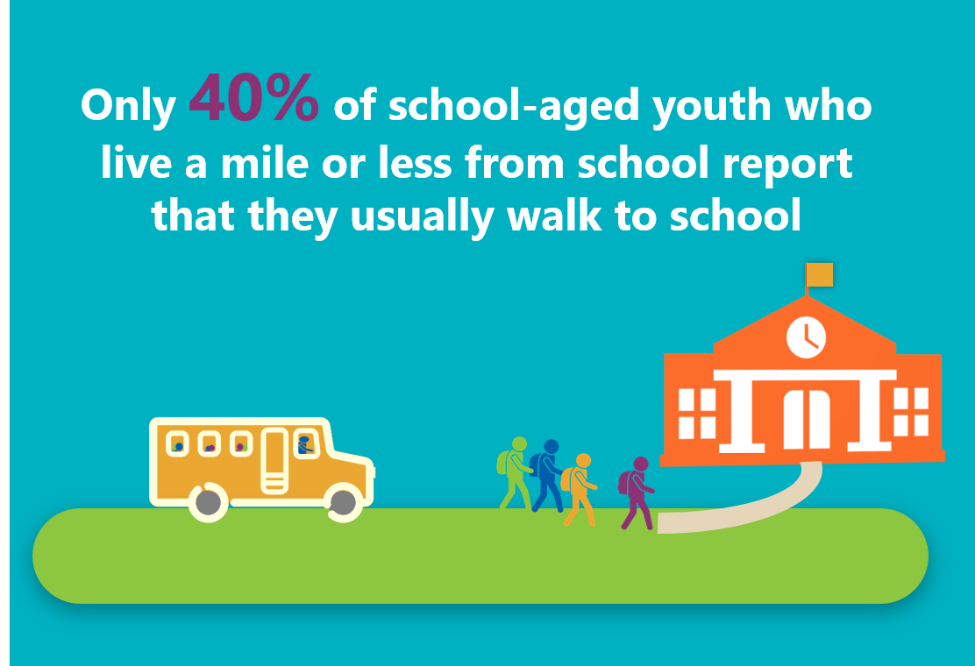 Only 40% of school-aged youth who
live a mile or less from school report
that they usually walk to school